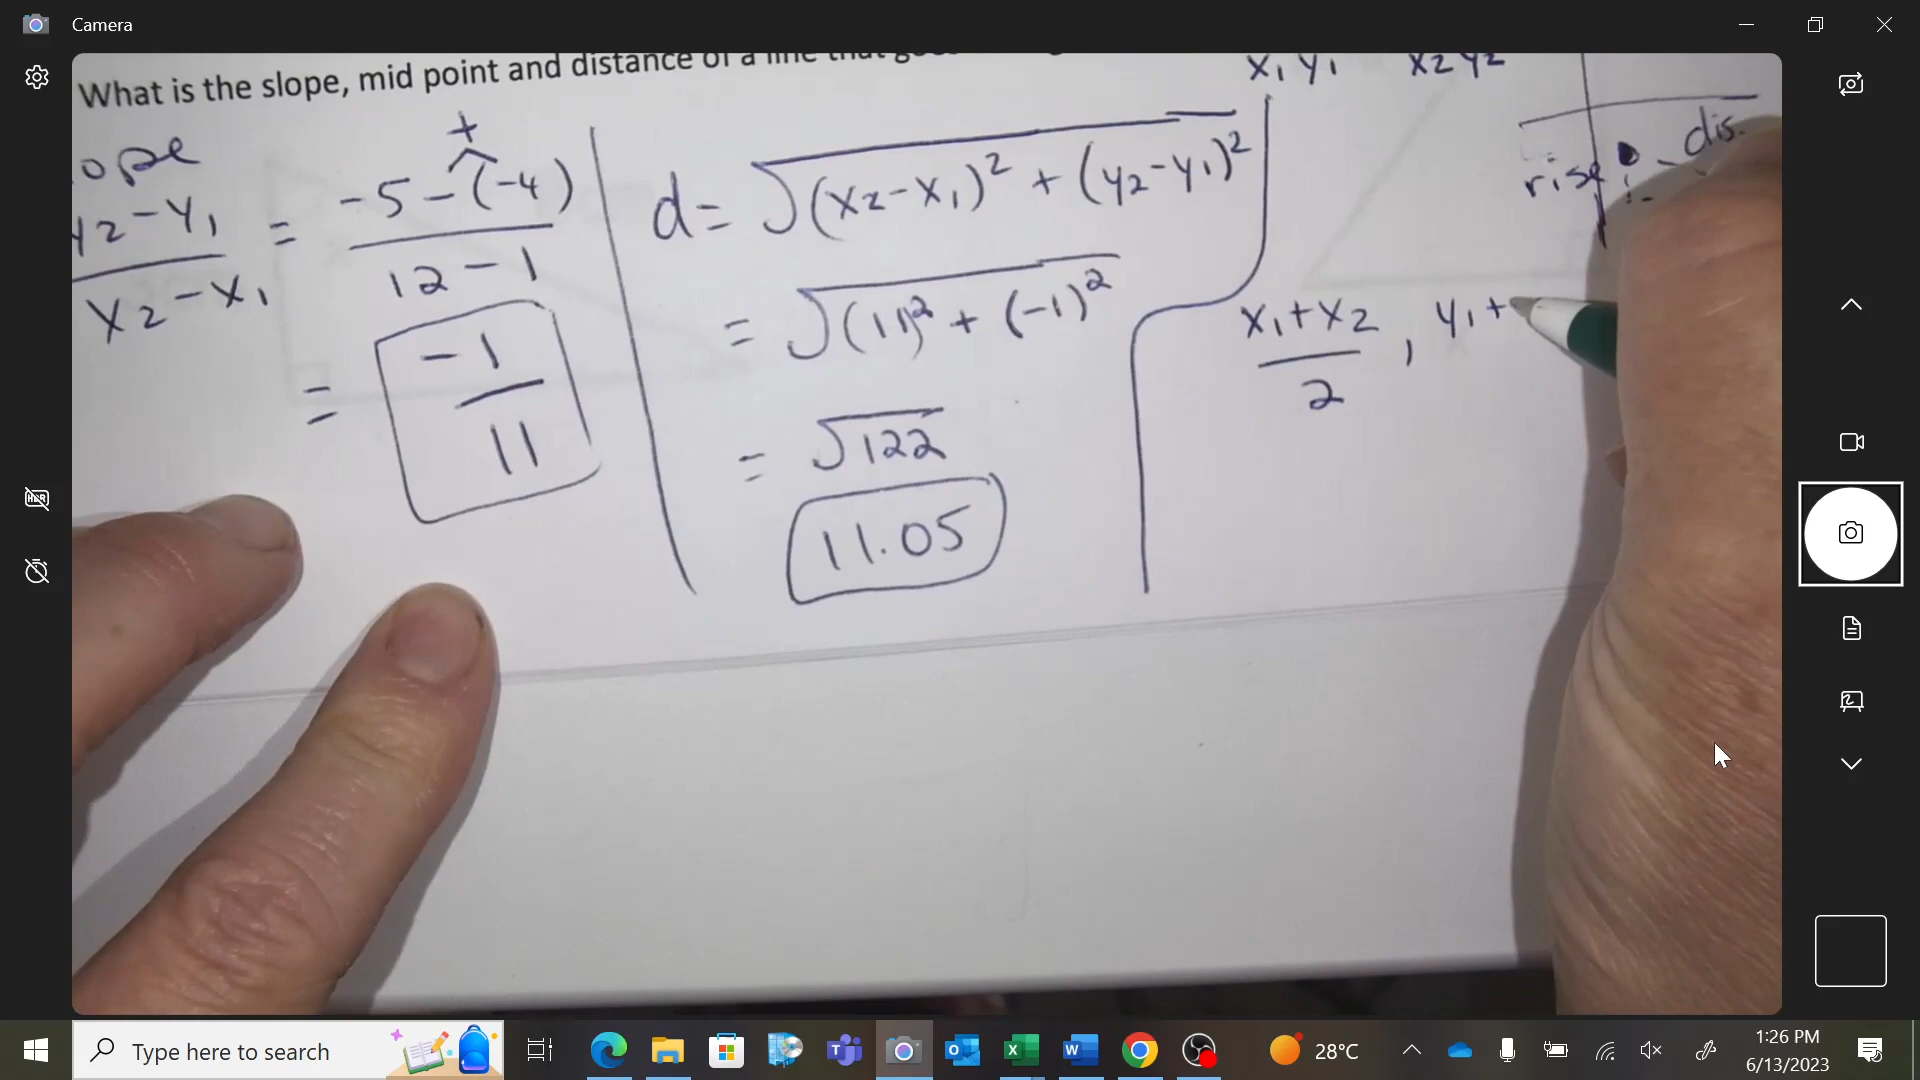 Camera
What is the slope, mid point and distance of a line that
x₁ y₁ x₂ y₂
ope
y₂ - y₁ / x₂ - x₁ = -5 - (-4) / 12 - 1
+
= -1 / 11
d = √(x₂ - x₁)² + (y₂ - y₁)²
= √(11)² + (-1)²
= √122
11.05
x₁ + x₂ / 2 , y₁ +
rise
dis.
Type here to search
28°C
1:26 PM
6/13/2023